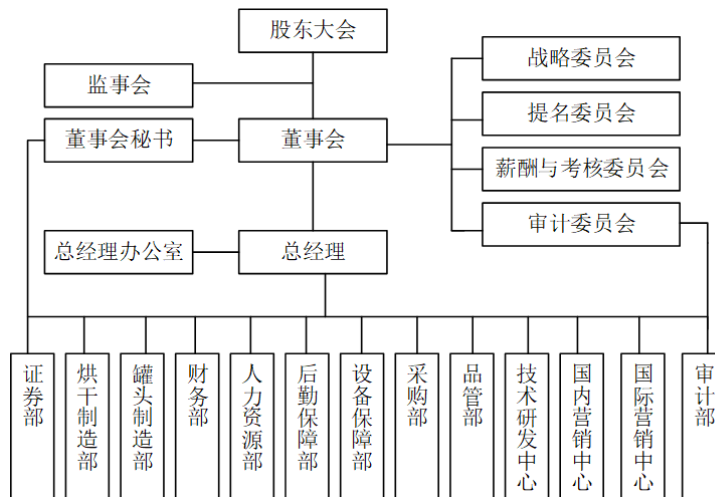 股东大会
监事会
战略委员会
提名委员会
董事会秘书
董事会
薪酬与考核委员会
审计委员会
总经理办公室
总经理
证券部
烘干制造部
罐头制造部
财务部
人力资源部
后勤保障部
设备保障部
采购部
品管部
技术研发中心
国内营销中心
国际营销中心
审计部